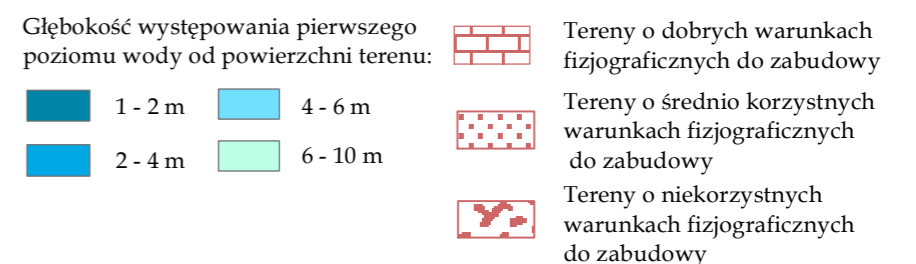 Głębokość występowania pierwszego
poziomu wody od powierzchni terenu:
1 - 2 m
4 - 6 m
2 - 4 m
6 - 10 m
Tereny o dobrych warunkach
fizjograficznych do zabudowy
Tereny o średnio korzystnych
warunkach fizjograficznych
do zabudowy
Tereny o niekorzystnych
warunkach fizjograficznych
do zabudowy